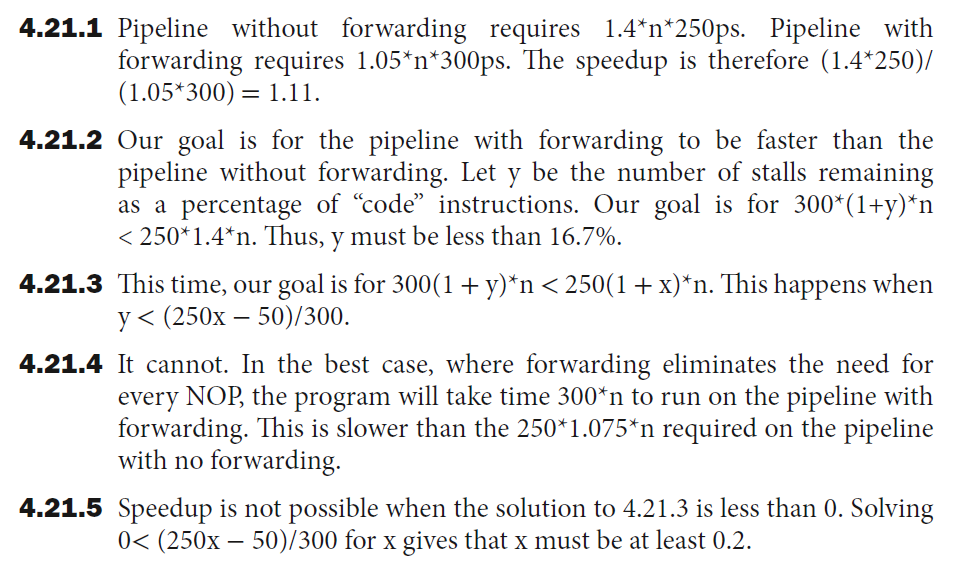 4.21.1 Pipeline without forwarding requires 1.4*n*250ps. Pipeline with
forwarding requires 1.05*n*300ps. The speedup is therefore (1.4*250)/
(1.05*300) = 1.11.
4.21.2 Our goal is for the pipeline with forwarding to be faster than the
pipeline without forwarding. Let y be the number of stalls remaining
as a percentage of “code” instructions. Our goal is for 300*(1+y)*n
< 250*1.4*n. Thus, y must be less than 16.7%.
4.21.3 This time, our goal is for 300(1 + y)*n < 250(1 + x)*n. This happens when
y < (250x – 50)/300.
4.21.4 It cannot. In the best case, where forwarding eliminates the need for
every NOP, the program will take time 300*n to run on the pipeline with
forwarding. This is slower than the 250*1.075*n required on the pipeline
with no forwarding.
4.21.5 Speedup is not possible when the solution to 4.21.3 is less than 0. Solving
0< (250x – 50)/300 for x gives that x must be at least 0.2.